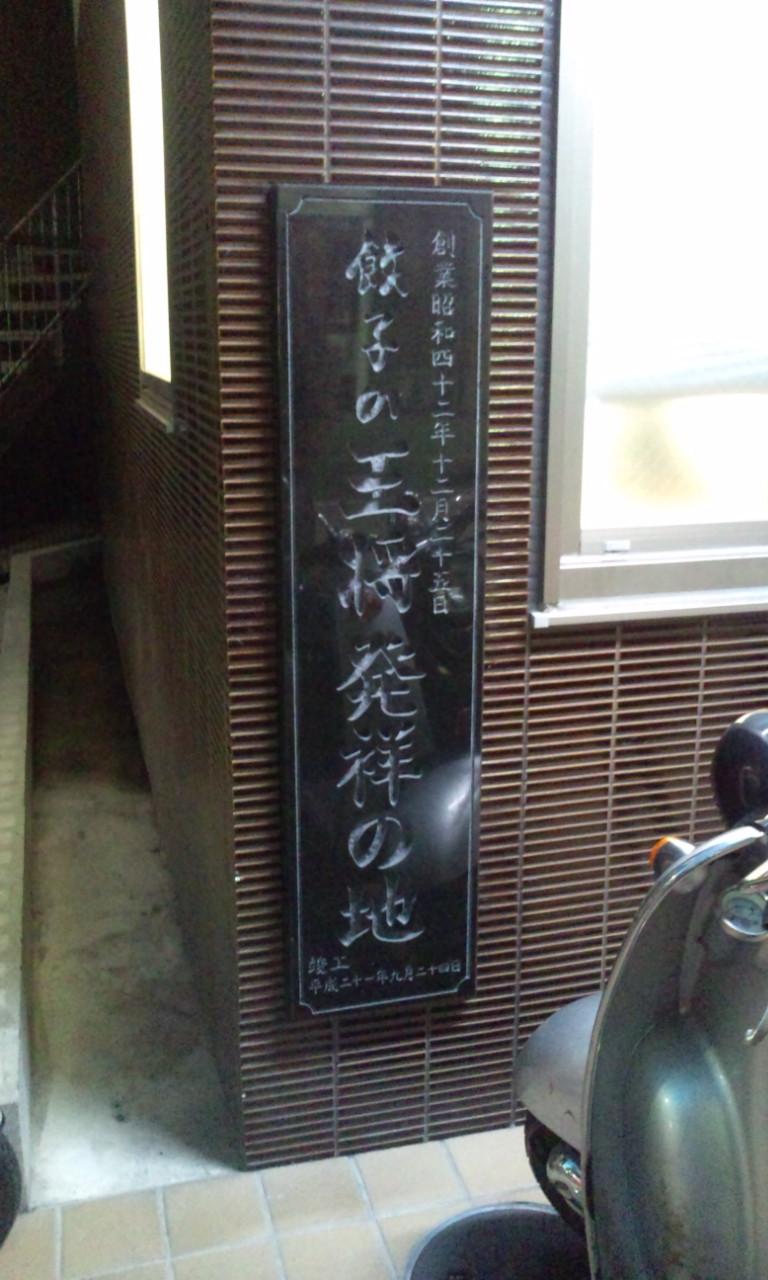 創業昭和四十二年十二月二十五日
餃子の王将発祥の地
竣工
平成二十一年九月二十四日